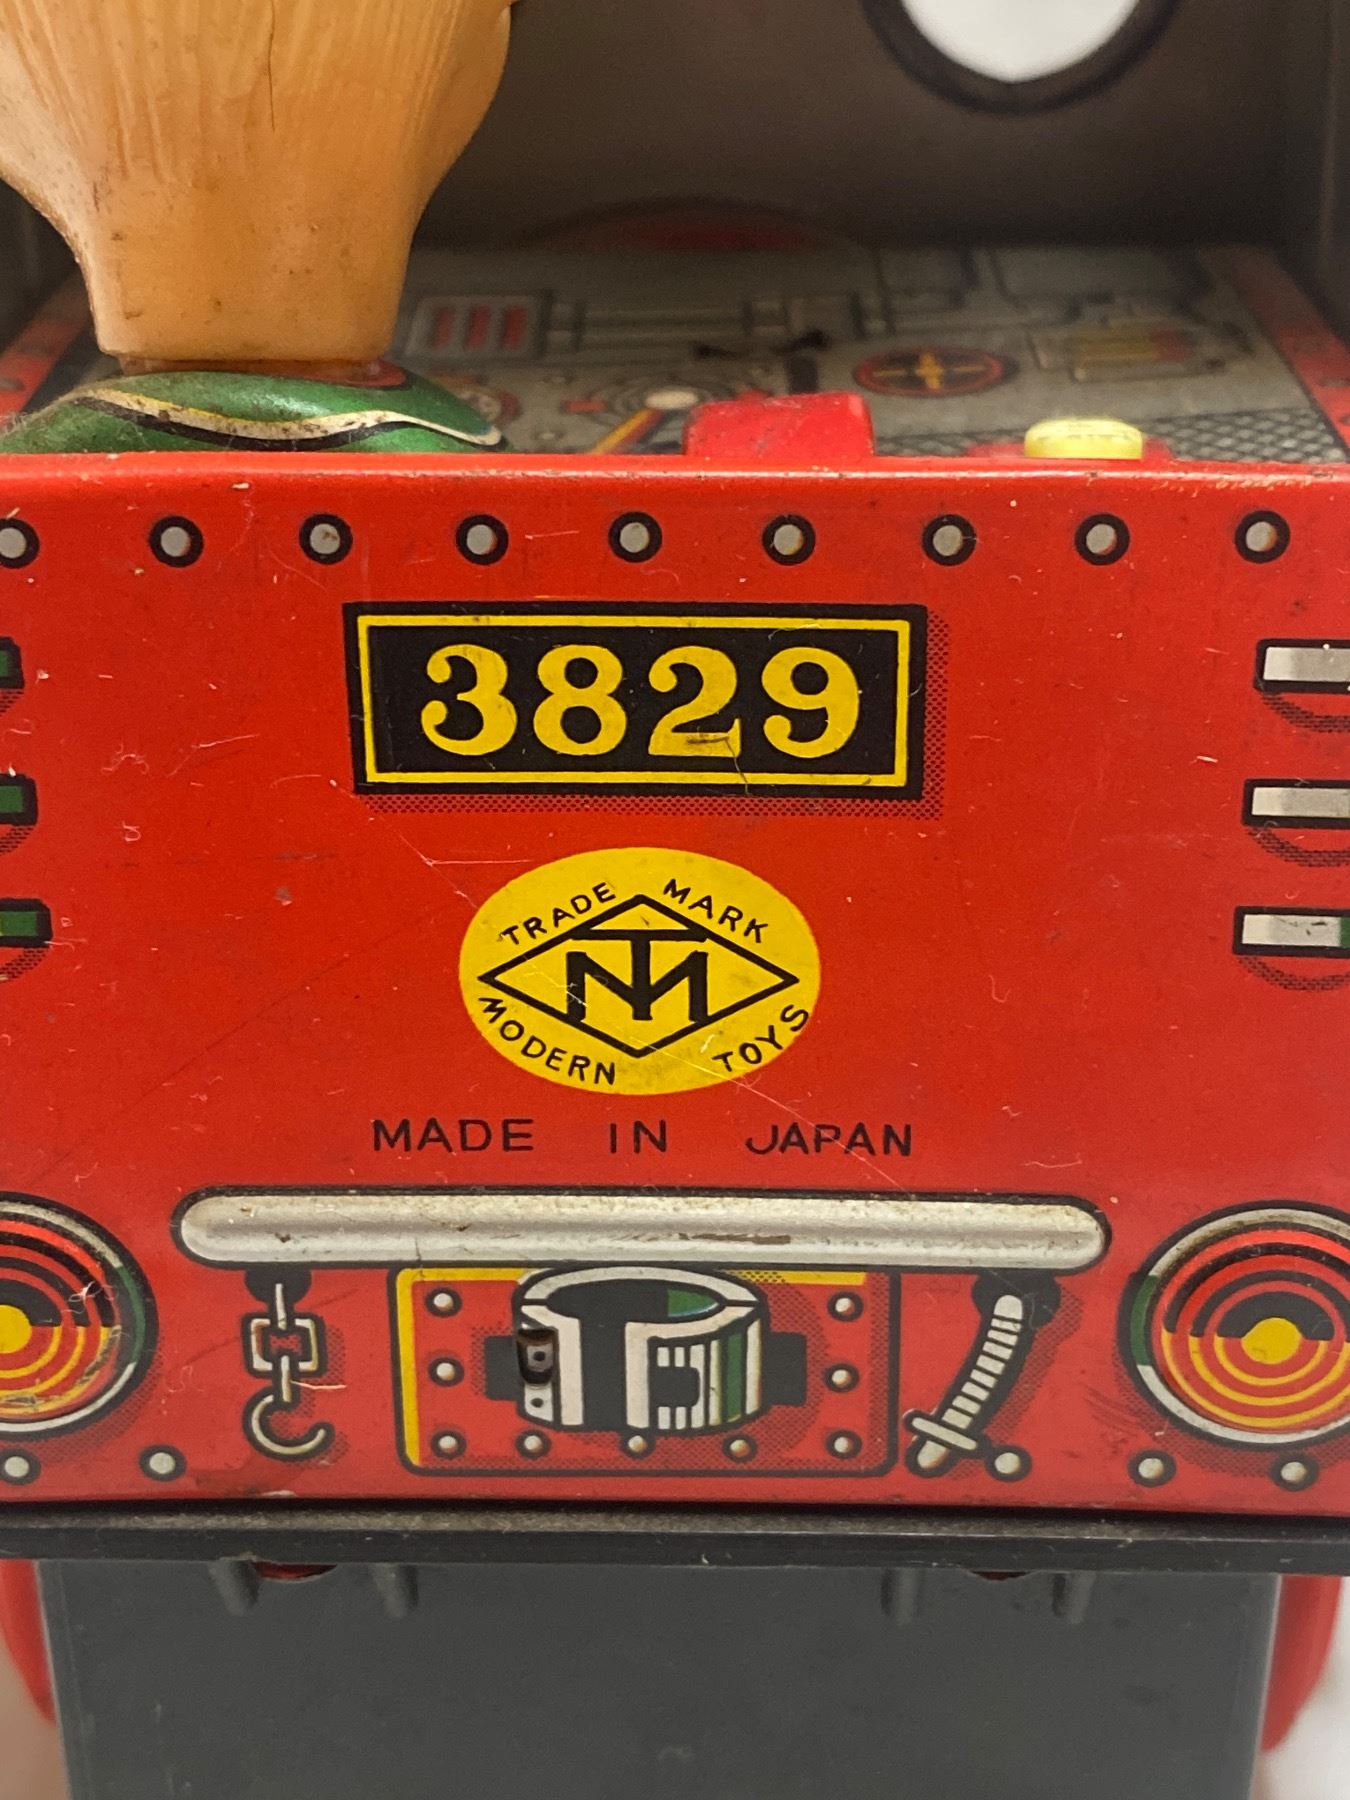 3829
TRADE MARK
TM
MODERN TOYS
MADE IN JAPAN